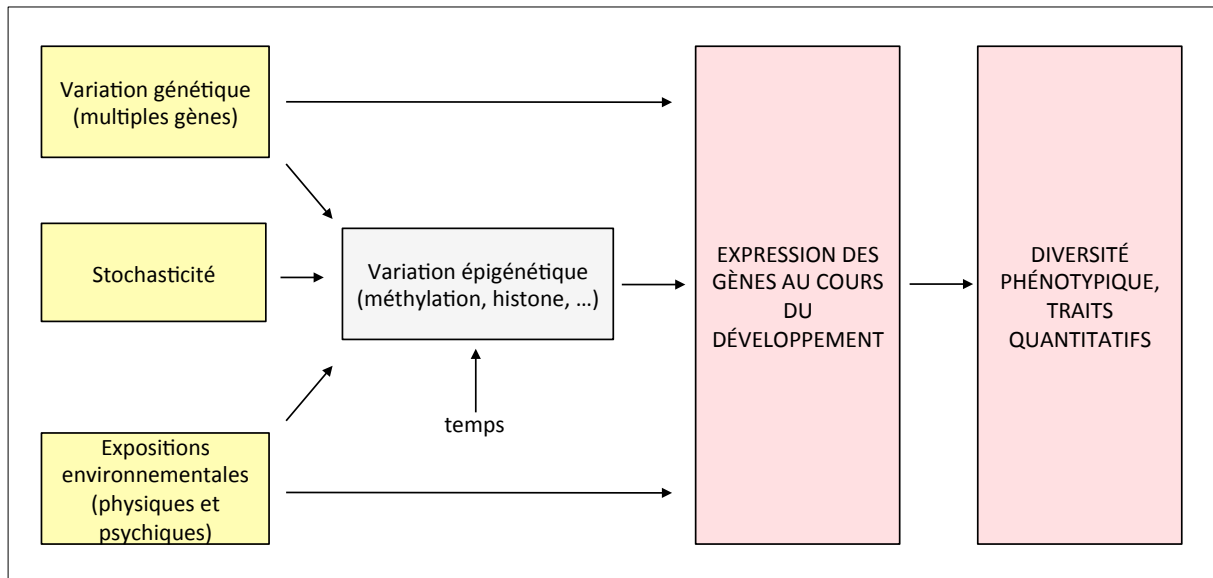 Variation génétique
(multiples gènes)
Stochasticité
Expositions
environnementales
(physiques et
psychiques)
Variation épigénétique
(méthylation, histone, ...)
temps
EXPRESSION DES
GÈNES AU COURS
DU
DÉVELOPPEMENT
DIVERSITÉ
PHÉNOTYPIQUE,
TRAITS
QUANTITATIFS